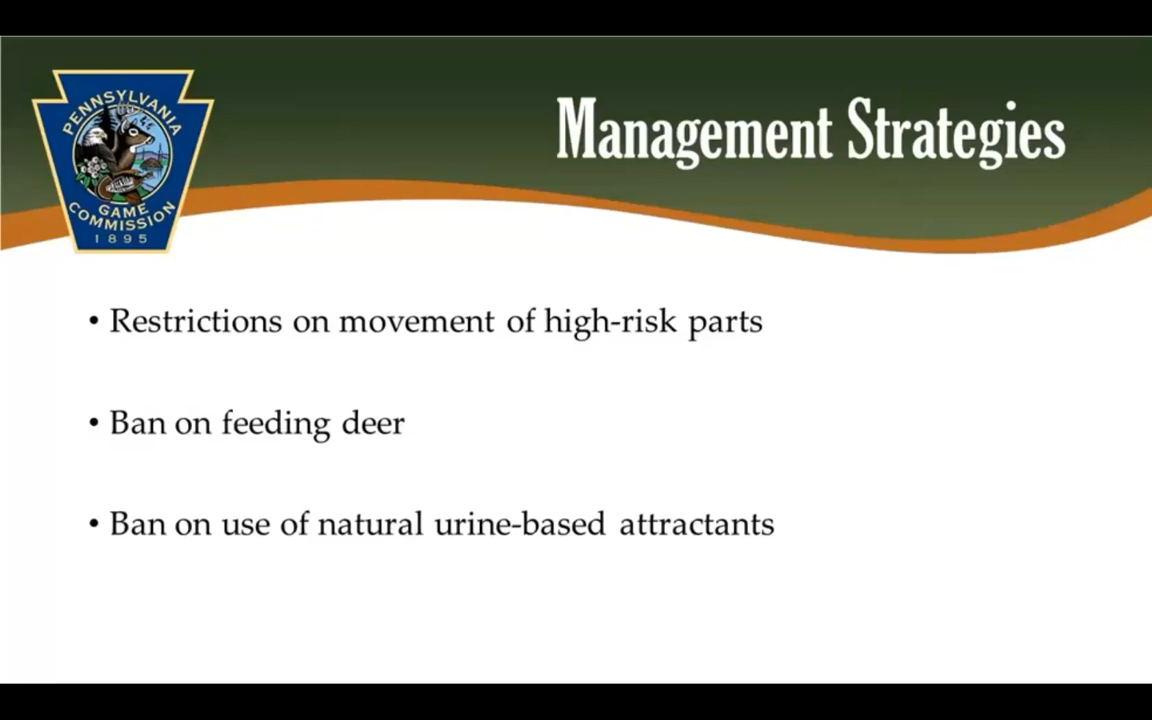 PENNSYLVANIA
GAME
COMMISSION
1895
Management Strategies
• Restrictions on movement of high-risk parts
• Ban on feeding deer
• Ban on use of natural urine-based attractants